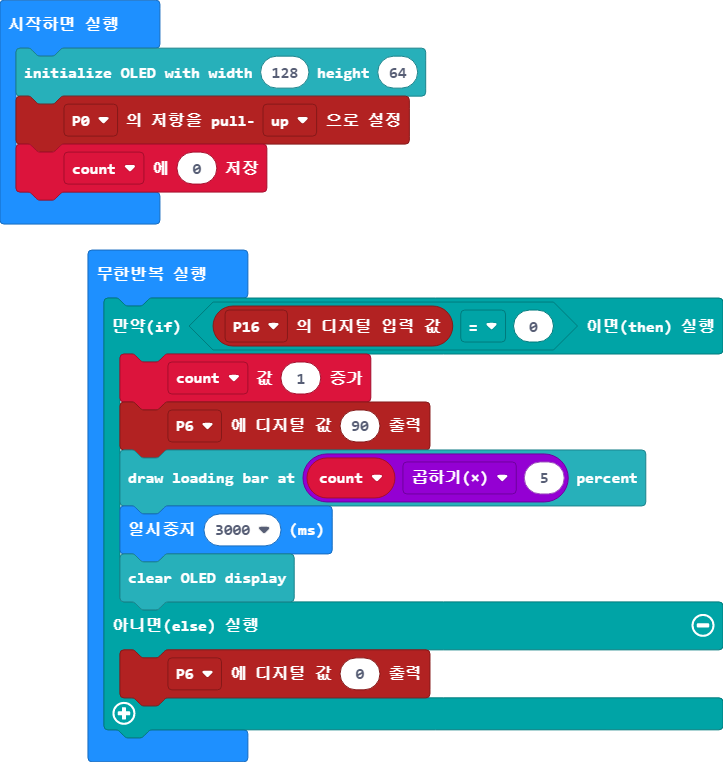 시작하면 실행
initialize OLED with width 128 height 64
P0 의 저항을 pull- up 으로 설정
count 에 0 저장
무한반복 실행
만약(if) P16 의 디지털 입력 값 = 0 이면(then) 실행
count 값 1 증가
P6 에 디지털 값 90 출력
draw loading bar at count 곱하기(×) 5 percent
일시중지 3000 (ms)
clear OLED display
아니면(else) 실행
P6 에 디지털 값 0 출력